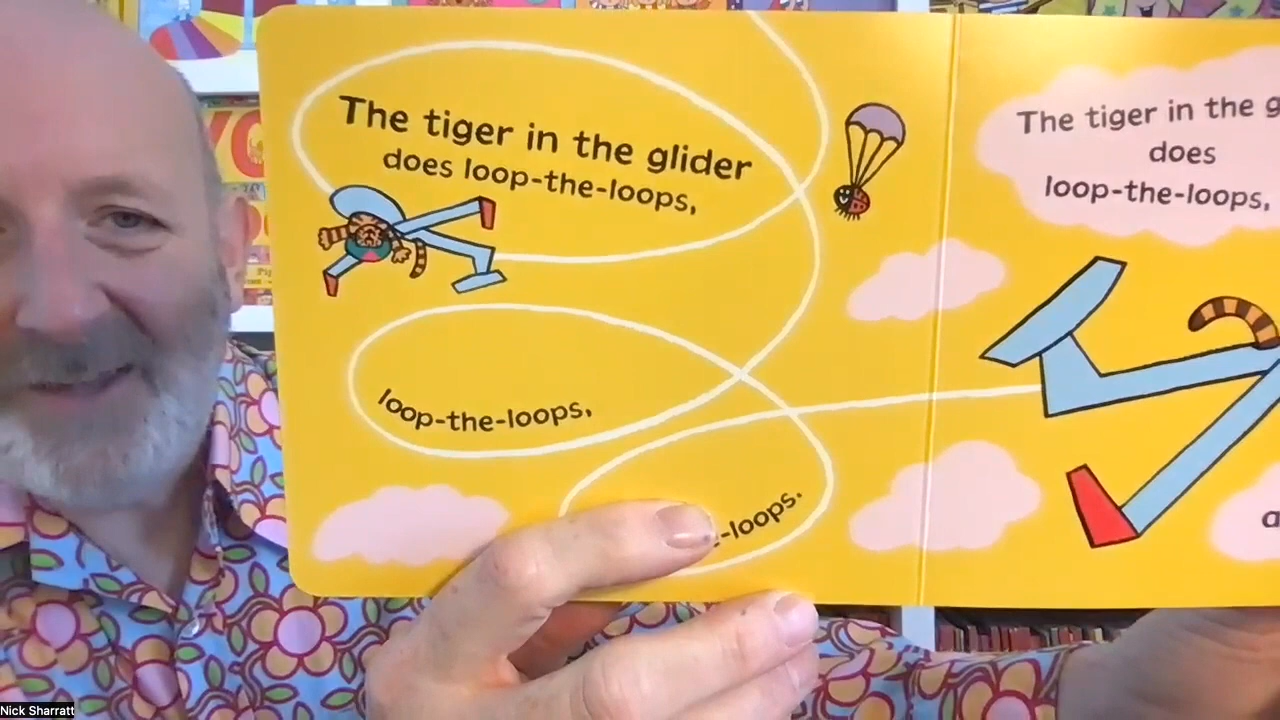 The tiger in the glider
does loop-the-loops,
loop-the-loops,
-loops.
The tiger in the
does
loop-the-loops,
Nick Sharratt